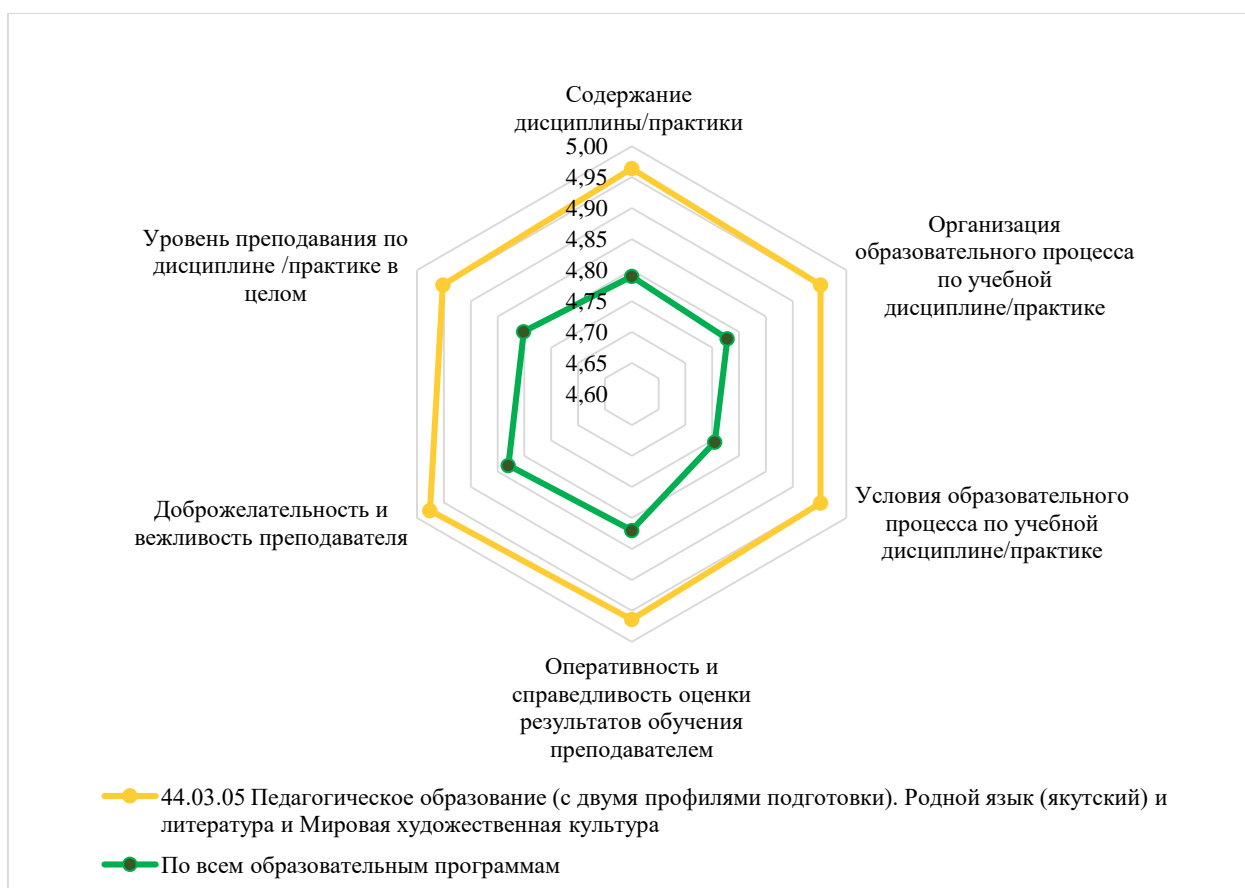 Содержание
дисциплины/практики
5,00
4,95
4,90
4,85
4,80
4,75
4,70
4,65
4,60
Организация
образовательного процесса
по учебной
дисциплине/практике
Условия образовательного
процесса по учебной
дисциплине/практике
Оперативность и
справедливость оценки
результатов обучения
преподавателем
Доброжелательность и
вежливость преподавателя
Уровень преподавания по
дисциплине /практике в
целом
44.03.05 Педагогическое образование (с двумя профилями подготовки). Родной язык (якутский) и
литература и Мировая художественная культура
По всем образовательным программам